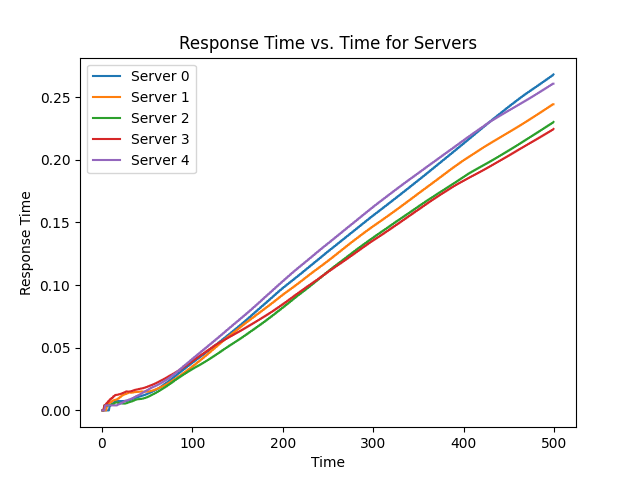 Response Time vs. Time for Servers
Server 0
Server 1
Server 2
Server 3
Server 4
Response Time
0.25
0.20
0.15
0.10
0.05
0.00
0 100 200 300 400 500
Time